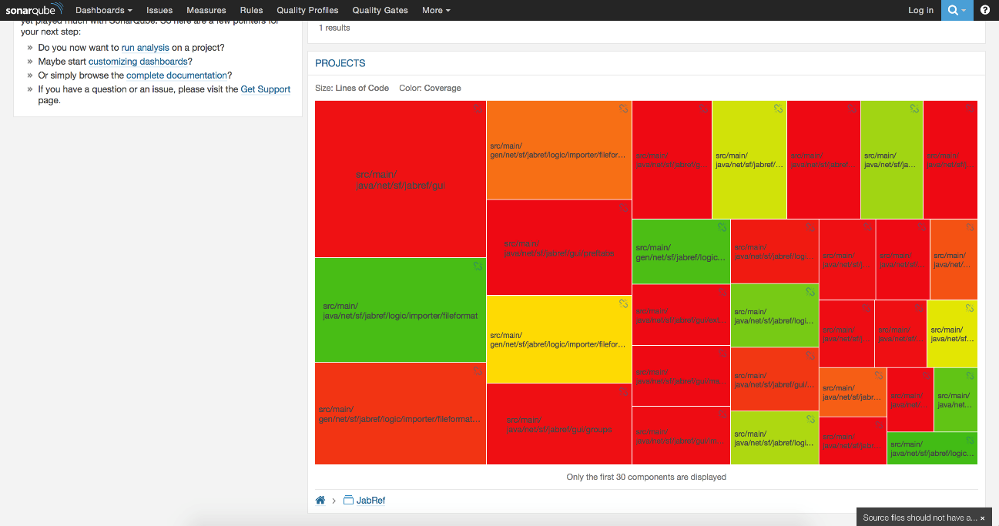 sonarqube Dashboards Issues Measures Rules Quality Profiles Quality Gates More Log in
yet played much with SonarQube. So here are a few pointers for
your next step:
» Do you now want to run analysis on a project?
» Maybe start customizing dashboards?
» Or simply browse the complete documentation?
» If you have a question or an issue, please visit the Get Support
page.
1 results
PROJECTS
Size: Lines of Code Color: Coverage
src/main/
java/net/sf/jabref/gui
src/main/
java/net/sf/jabref/logic/importer/fileformat
src/main/
gen/net/sf/jabref/logic/importer/fileformat...
src/main/
gen/net/sf/jabref/logic/importer/filefor...
src/main/
java/net/sf/jabref/gui/preftabs
src/main/
gen/net/sf/jabref/logic/importer/filefor...
src/main/
java/net/sf/jabref/gui/groups
src/main/
java/net/sf/jabref/g...
src/main/
java/net/sf/jabref/...
src/main/
java/net/sf/jabref...
src/main/
java/net/sf/ja...
src/main/
java/net/sf/j...
src/main/
gen/net/sf/jabref/logic...
src/main/
java/net/sf/jabref/log...
src/main/
java/net/sf/j...
src/main/
java/net/sf/...
src/main/
java/net/...
src/main/
java/net/sf/jabref/gui/ext...
src/main/
java/net/sf/jabref/logi...
src/main/
java/net/sf/j...
src/main/
java/net/sf/...
src/main/
java/net/sf...
src/main/
java/net/sf/jabref/gui/ma...
src/main/
java/net/sf/jabref/gui/...
src/main/
java/net/sf/jabr...
src/main/
java/net/...
src/main/
java/net...
src/main/
java/net/sf/jabref/gui/im...
src/main/
java/net/sf/jabref/logi...
src/main/
java/net/sf/jabr...
src/main/
java/net/sf/jabref/logic...
Only the first 30 components are displayed
JabRef
Source files should not have a... ×